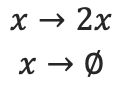 x → 2x
x → ∅